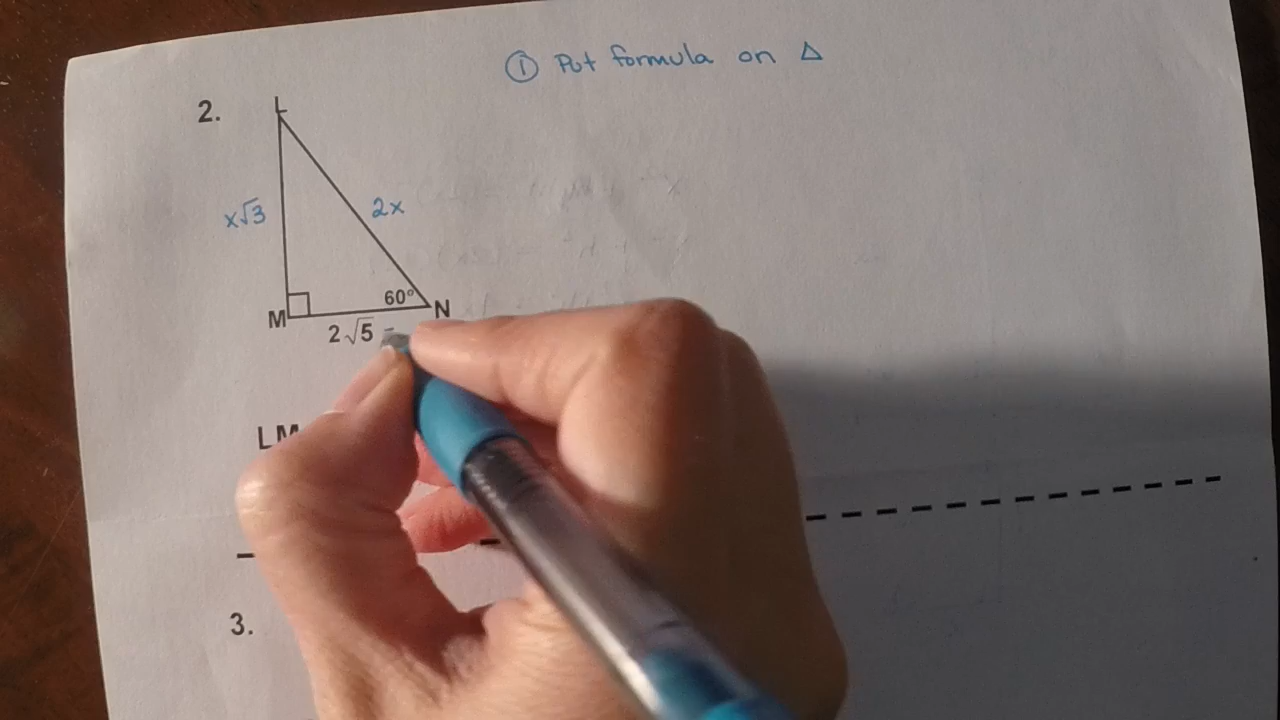 ① Put formula on △
2.
L
x√3
2x
60°
M
N
2√5 =
LM
3.